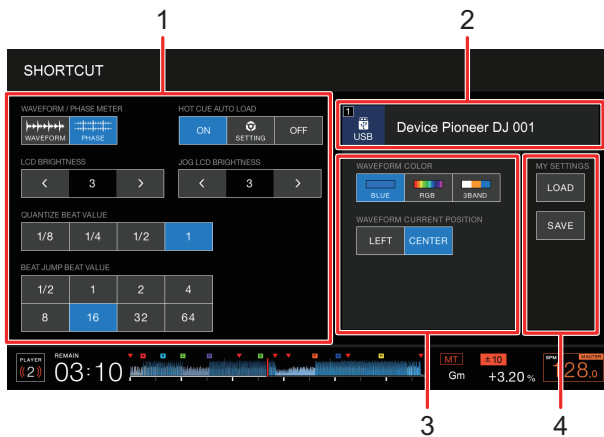 1
2
SHORTCUT
WAVEFORM / PHASE METER
HOT CUE AUTO LOAD
WAVEFORM
PHASE
ON
SETTING
OFF
LCD BRIGHTNESS
JOG LCD BRIGHTNESS
< 3 >
< 3 >
QUANTIZE BEAT VALUE
1/8 1/4 1/2 1
BEAT JUMP BEAT VALUE
1/2 1 2 4
8 16 32 64
1
USB
Device Pioneer DJ 001
WAVEFORM COLOR
BLUE RGB 3BAND
WAVEFORM CURRENT POSITION
LEFT CENTER
MY SETTINGS
LOAD
SAVE
PLAYER
2
REMAIN
03:10
MT
±10
Gm
+3.20 %
BPM
MASTER
128.0
3
4